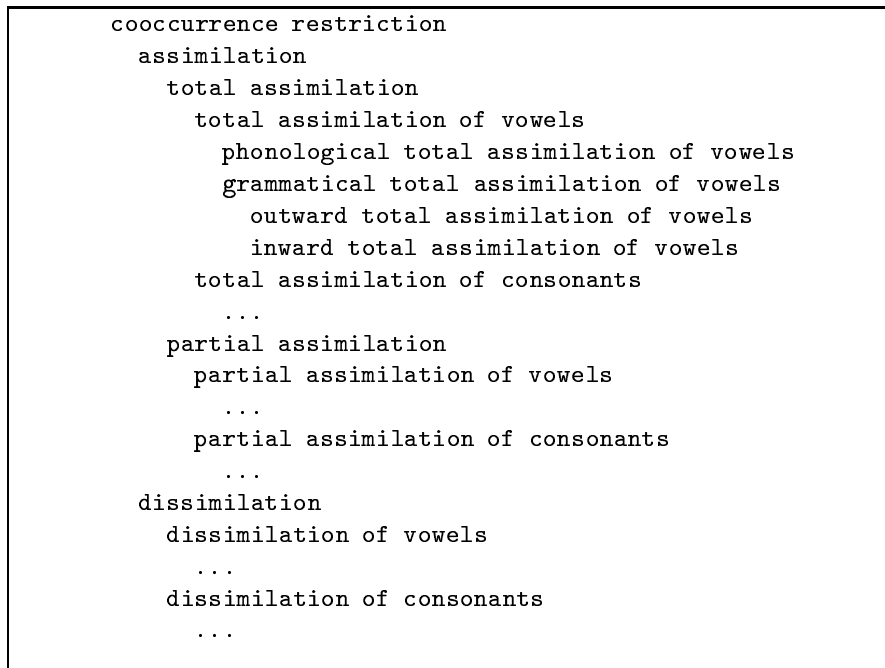 cooccurrence restriction
assimilation
total assimilation
total assimilation of vowels
phonological total assimilation of vowels
grammatical total assimilation of vowels
outward total assimilation of vowels
inward total assimilation of vowels
total assimilation of consonants
...
partial assimilation
partial assimilation of vowels
...
partial assimilation of consonants
...
dissimilation
dissimilation of vowels
...
dissimilation of consonants
...